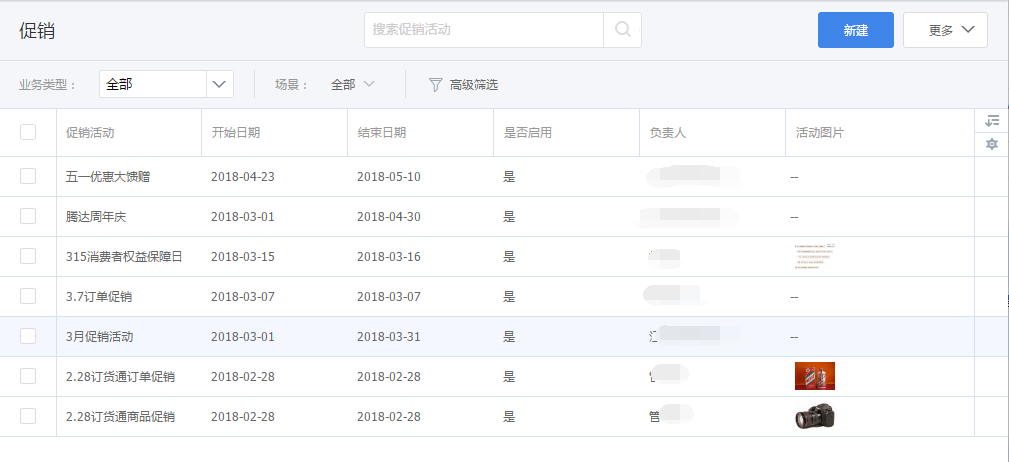 促销
搜索促销活动
新建
更多
业务类型： 全部 场景： 全部 高级筛选
促销活动 开始日期 结束日期 是否启用 负责人 活动图片
五一优惠大馈赠 2018-04-23 2018-05-10 是 --
腾达周年庆 2018-03-01 2018-04-30 是 --
315消费者权益保障日 2018-03-15 2018-03-16 是
3.7订单促销 2018-03-07 2018-03-07 是 --
3月促销活动 2018-03-01 2018-03-31 是 --
2.28订货通订单促销 2018-02-28 2018-02-28 是
2.28订货通商品促销 2018-02-28 2018-02-28 是 管